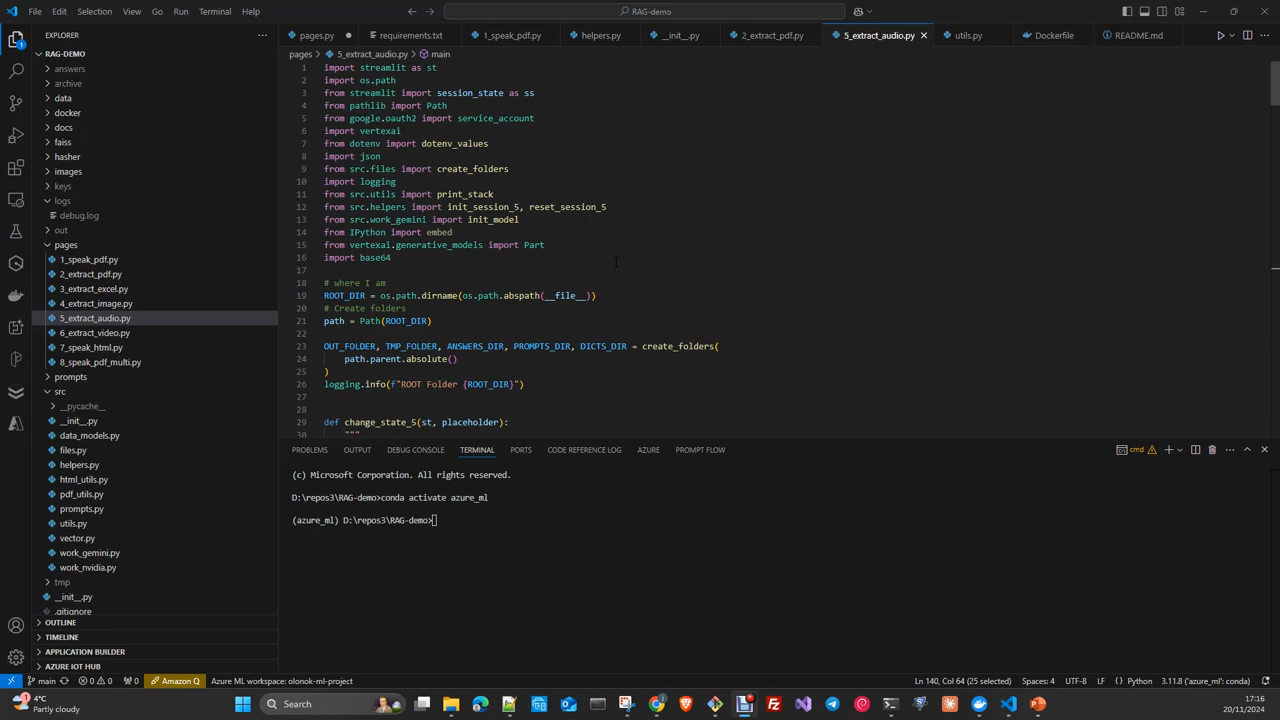 File Edit Selection View Go Run Terminal Help
RAG-demo
EXPLORER
pages.py
requirements.txt
1_speak_pdf.py
helpers.py
__init__.py
2_extract_pdf.py
5_extract_audio.py
utils.py
Dockerfile
README.md
pages > 5_extract_audio.py > main
RAG-DEMO
answers
archive
data
docker
docs
faiss
hasher
images
keys
logs
debug.log
out
pages
1_speak_pdf.py
2_extract_pdf.py
3_extract_excel.py
4_extract_image.py
5_extract_audio.py
6_extract_video.py
7_speak_html.py
8_speak_pdf_multi.py
prompts
src
__pycache__
__init__.py
data_models.py
files.py
helpers.py
html_utils.py
pdf_utils.py
prompts.py
utils.py
vector.py
work_gemini.py
work_nvidia.py
tmp
__init__.py
.gitignore
OUTLINE
TIMELINE
APPLICATION BUILDER
AZURE IOT HUB
1 import streamlit as st
2 import os.path
3 from streamlit import session_state as ss
4 from pathlib import Path
5 from google.oauth2 import service_account
6 import vertexai
7 from dotenv import dotenv_values
8 import json
9 from src.files import create_folders
10 import logging
11 from src.utils import print_stack
12 from src.helpers import init_session_5, reset_session_5
13 from src.work_gemini import init_model
14 from IPython import embed
15 from vertexai.generative_models import Part
16 import base64
17
18 # where I am
19 ROOT_DIR = os.path.dirname(os.path.abspath(__file__))
20 # Create folders
21 path = Path(ROOT_DIR)
22
23 OUT_FOLDER, TMP_FOLDER, ANSWERS_DIR, PROMPTS_DIR, DICTS_DIR = create_folders(
24 path.parent.absolute()
25 )
26 logging.info(f"ROOT Folder {ROOT_DIR}")
27
28
29 def change_state_5(st, placeholder):
30 """
PROBLEMS OUTPUT DEBUG CONSOLE TERMINAL PORTS CODE REFERENCE LOG AZURE PROMPT FLOW
cmd
(c) Microsoft Corporation. All rights reserved.
D:\repos3\RAG-demo>conda activate azure_ml
(azure_ml) D:\repos3\RAG-demo>
main 0 0 0 Amazon Q Azure ML workspace: olonok-ml-project
Ln 140, Col 64 (25 selected) Spaces: 4 UTF-8 LF Python 3.11.8 ('azure_ml': conda)
4°C
Partly cloudy
Search
17:16
20/11/2024